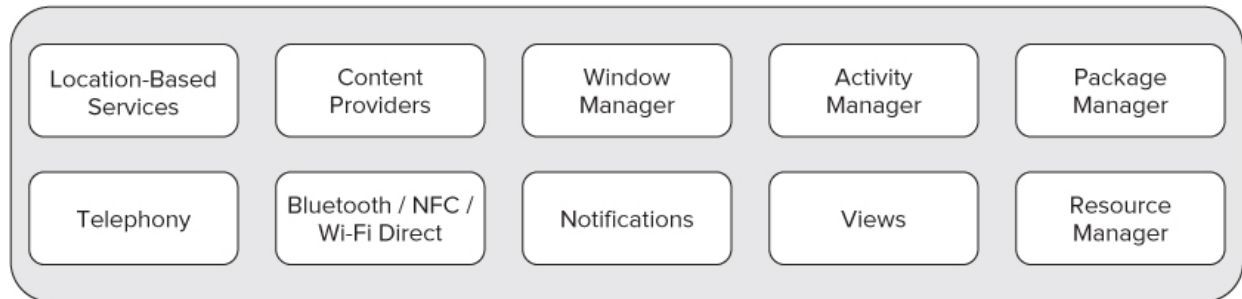 Location-Based
Services
Content
Providers
Window
Manager
Activity
Manager
Package
Manager
Telephony
Bluetooth / NFC /
Wi-Fi Direct
Notifications
Views
Resource
Manager